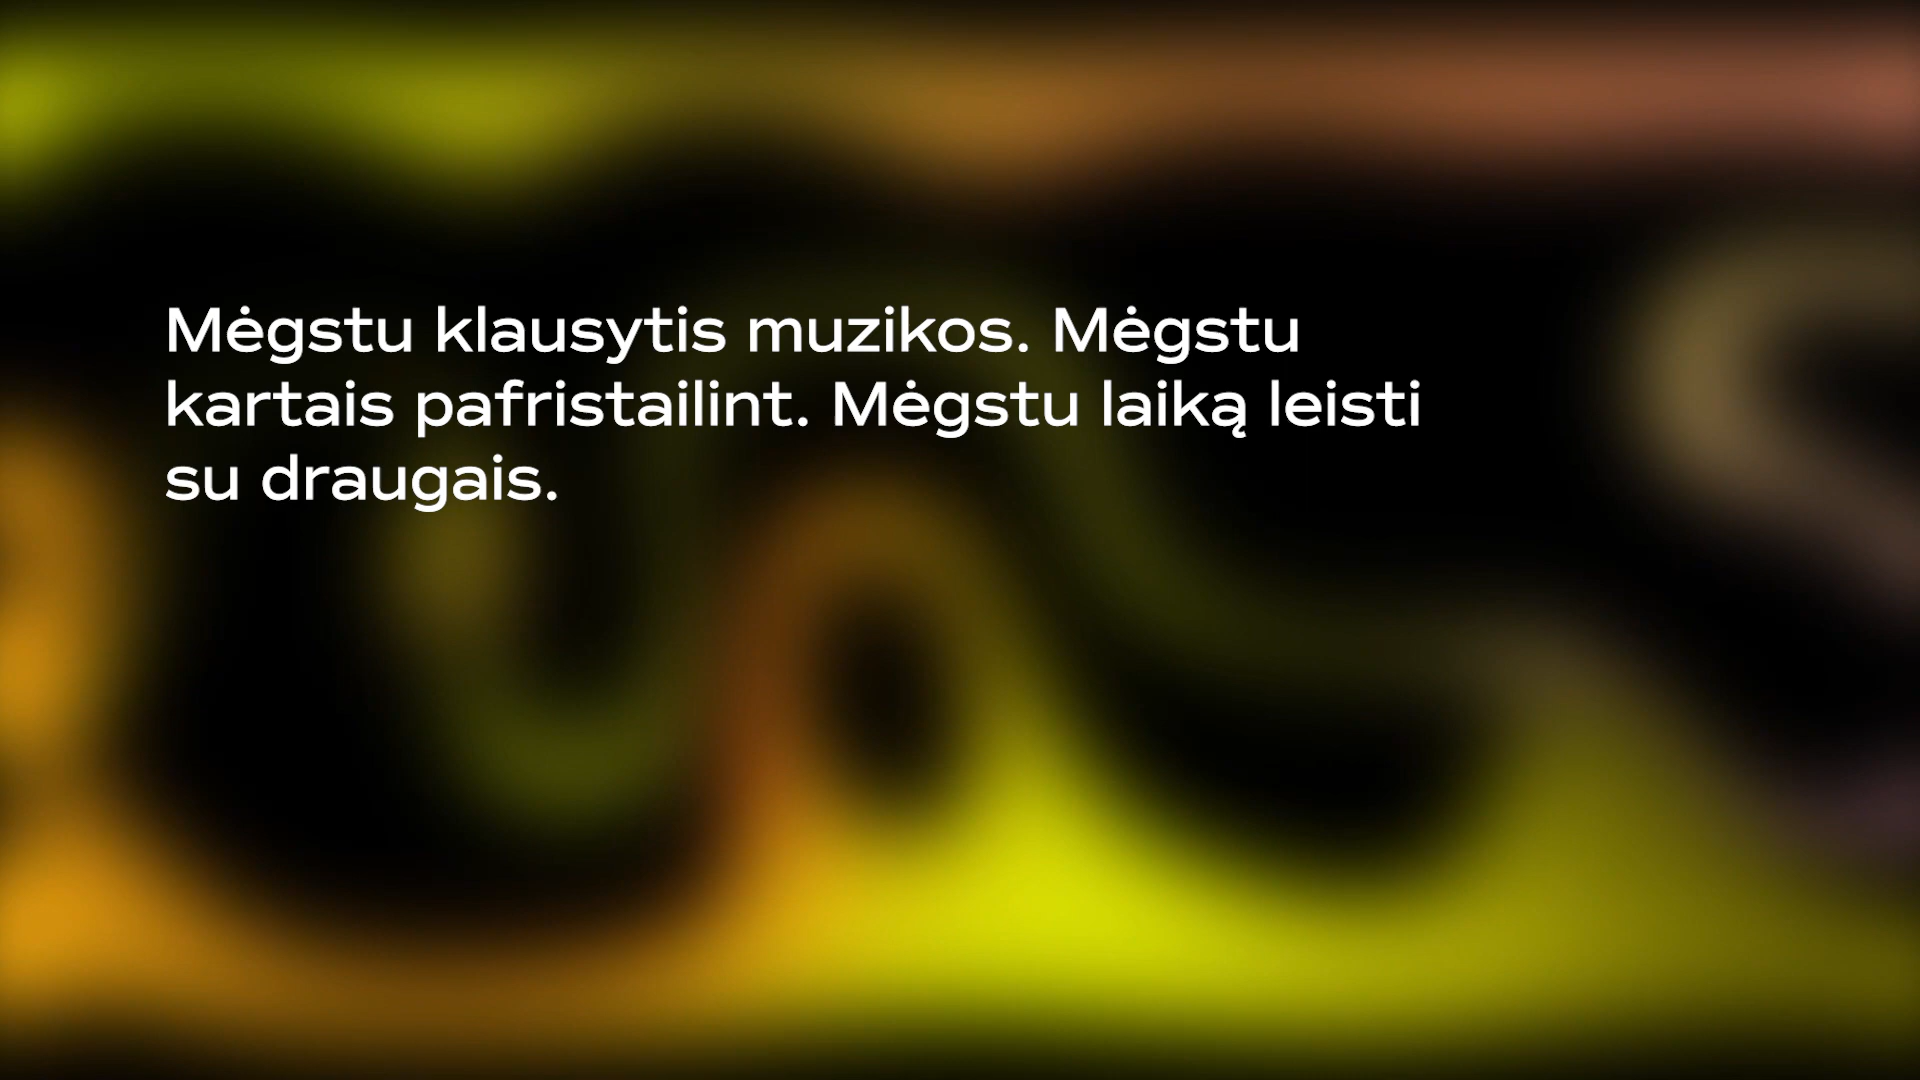 Mėgstu klausytis muzikos. Mėgstu
kartais pafristailint. Mėgstu laiką leisti
su draugais.